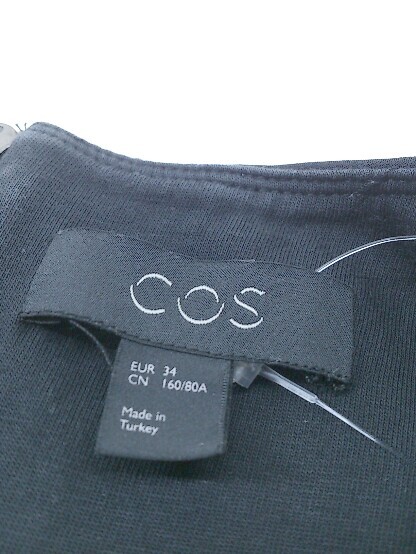 COS
EUR 34
CN 160/80A
Made in
Turkey